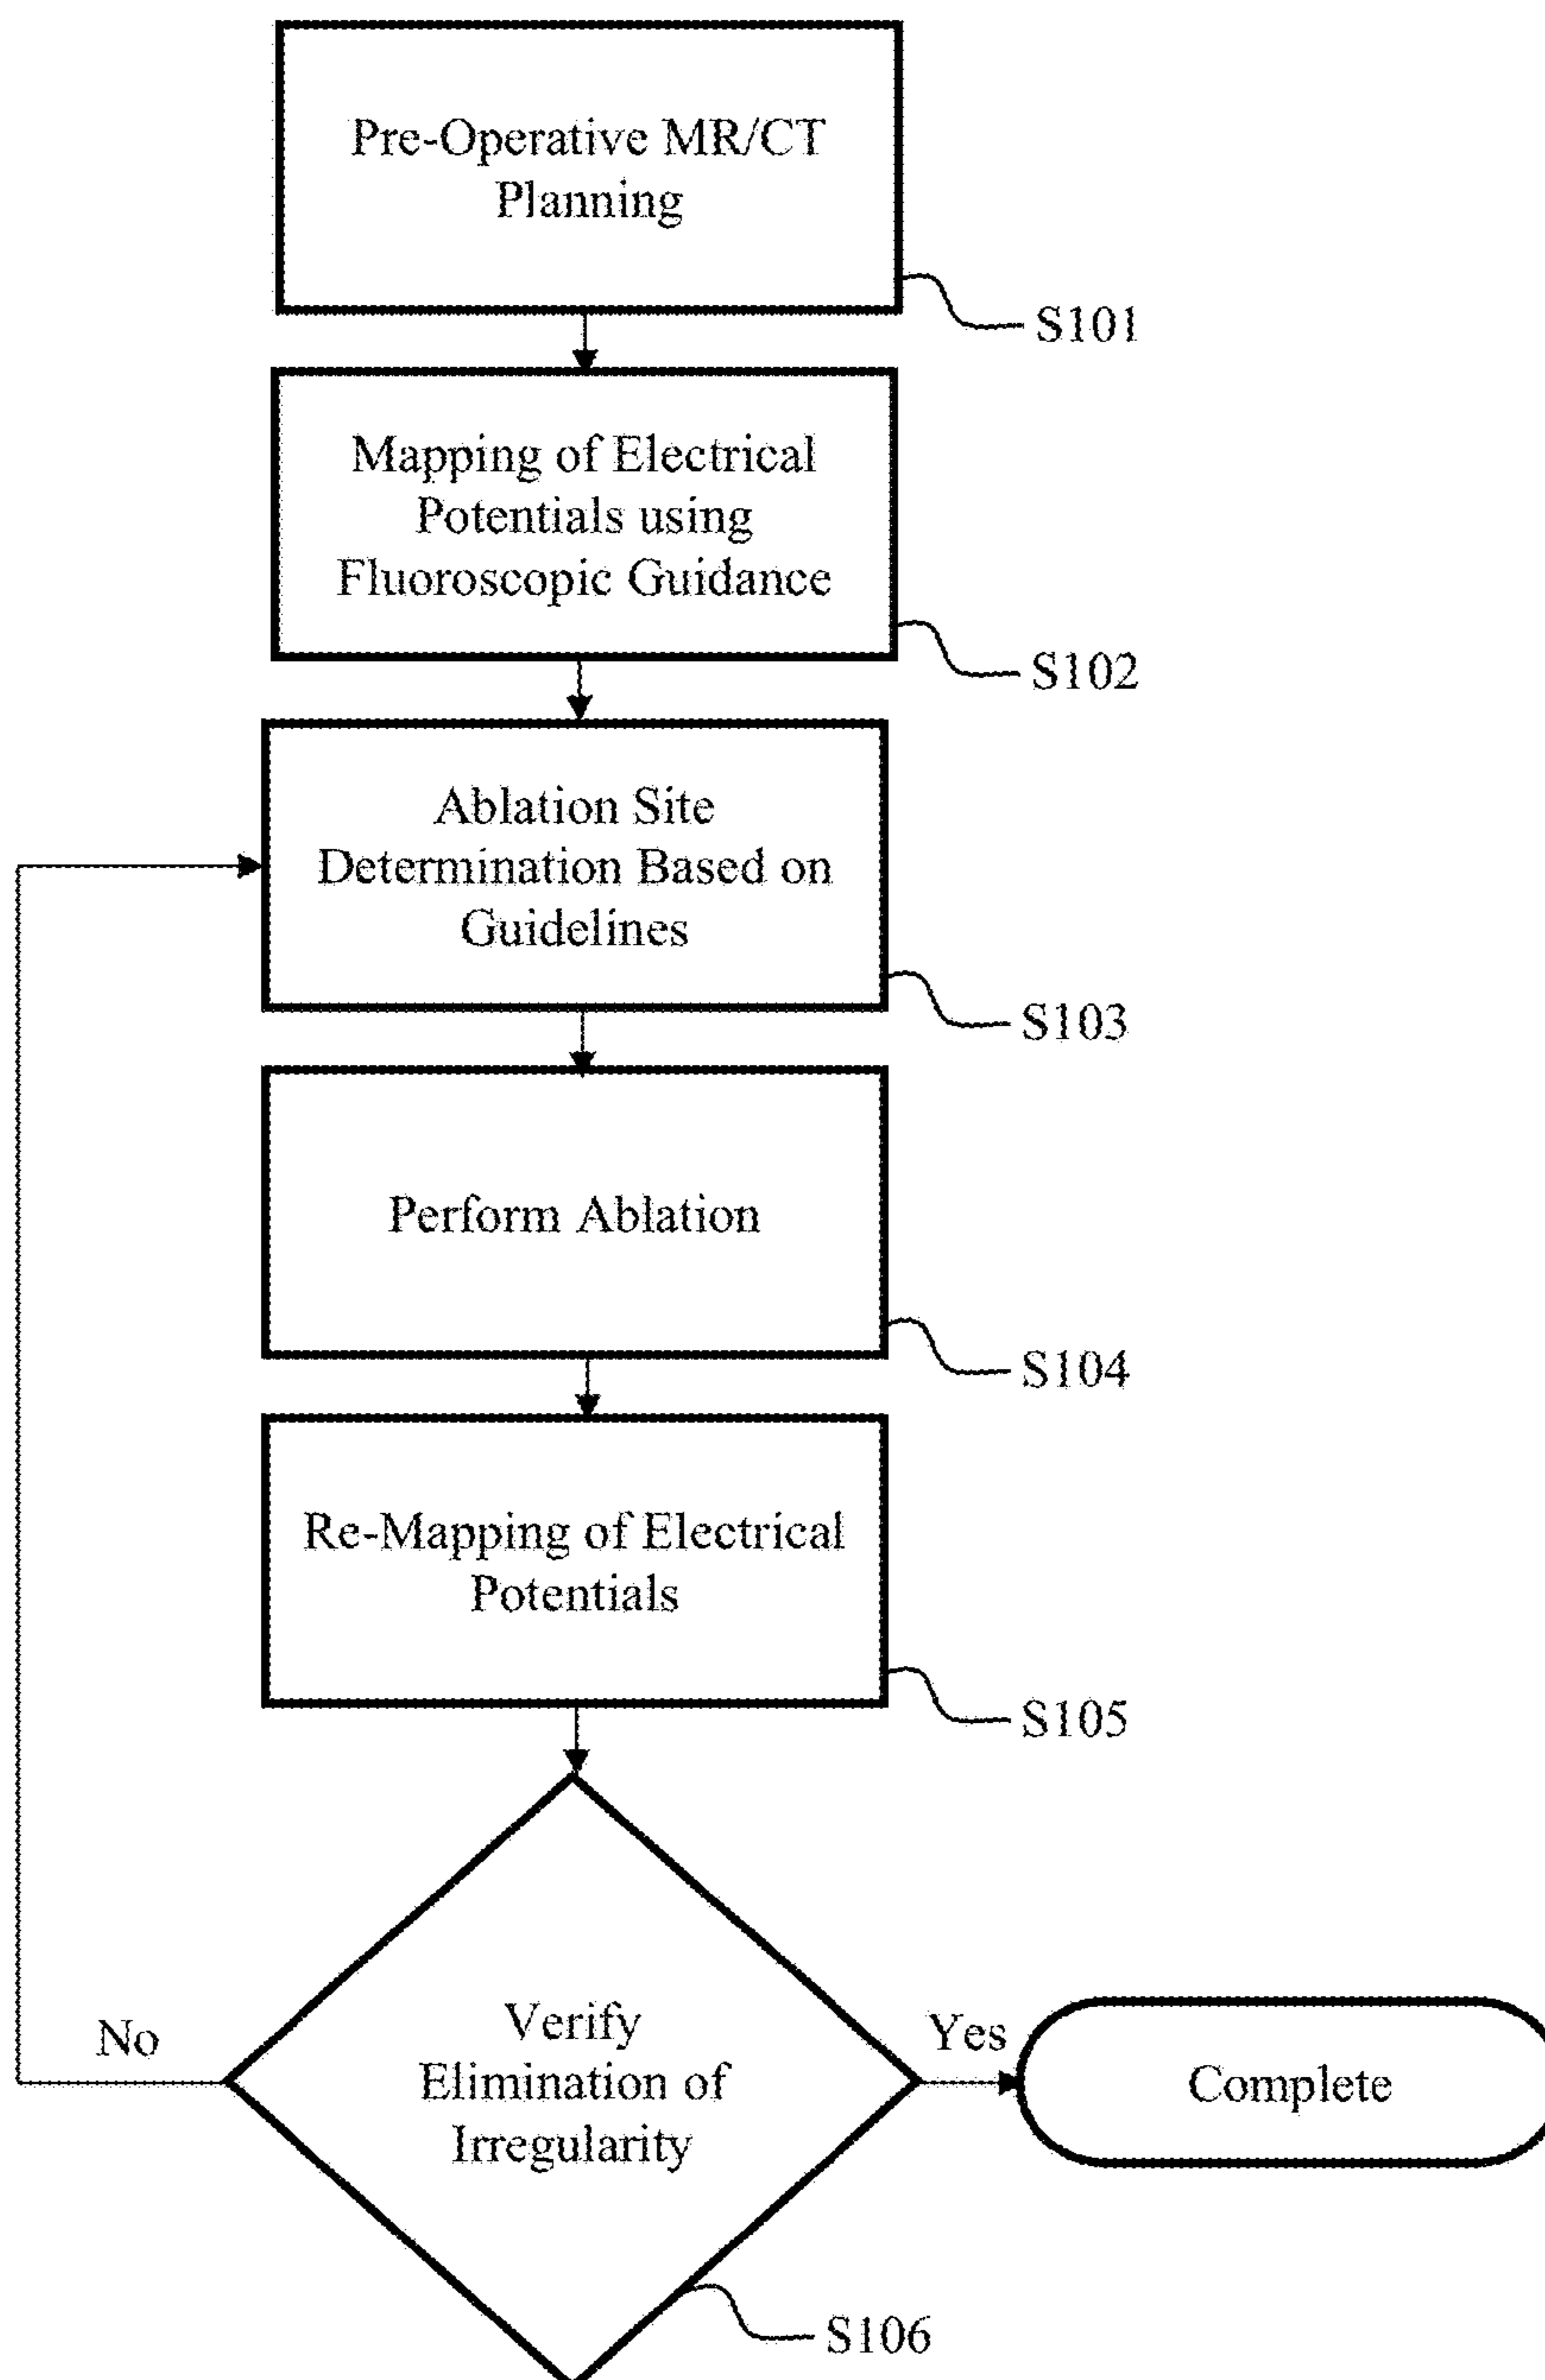 Pre-Operative MR/CT
Planning
S101
Mapping of Electrical
Potentials using
Fluoroscopic Guidance
S102
Ablation Site
Determination Based on
Guidelines
S103
Perform Ablation
S104
Re-Mapping of Electrical
Potentials
S105
No
Verify
Elimination of
Irregularity
Yes
Complete
S106